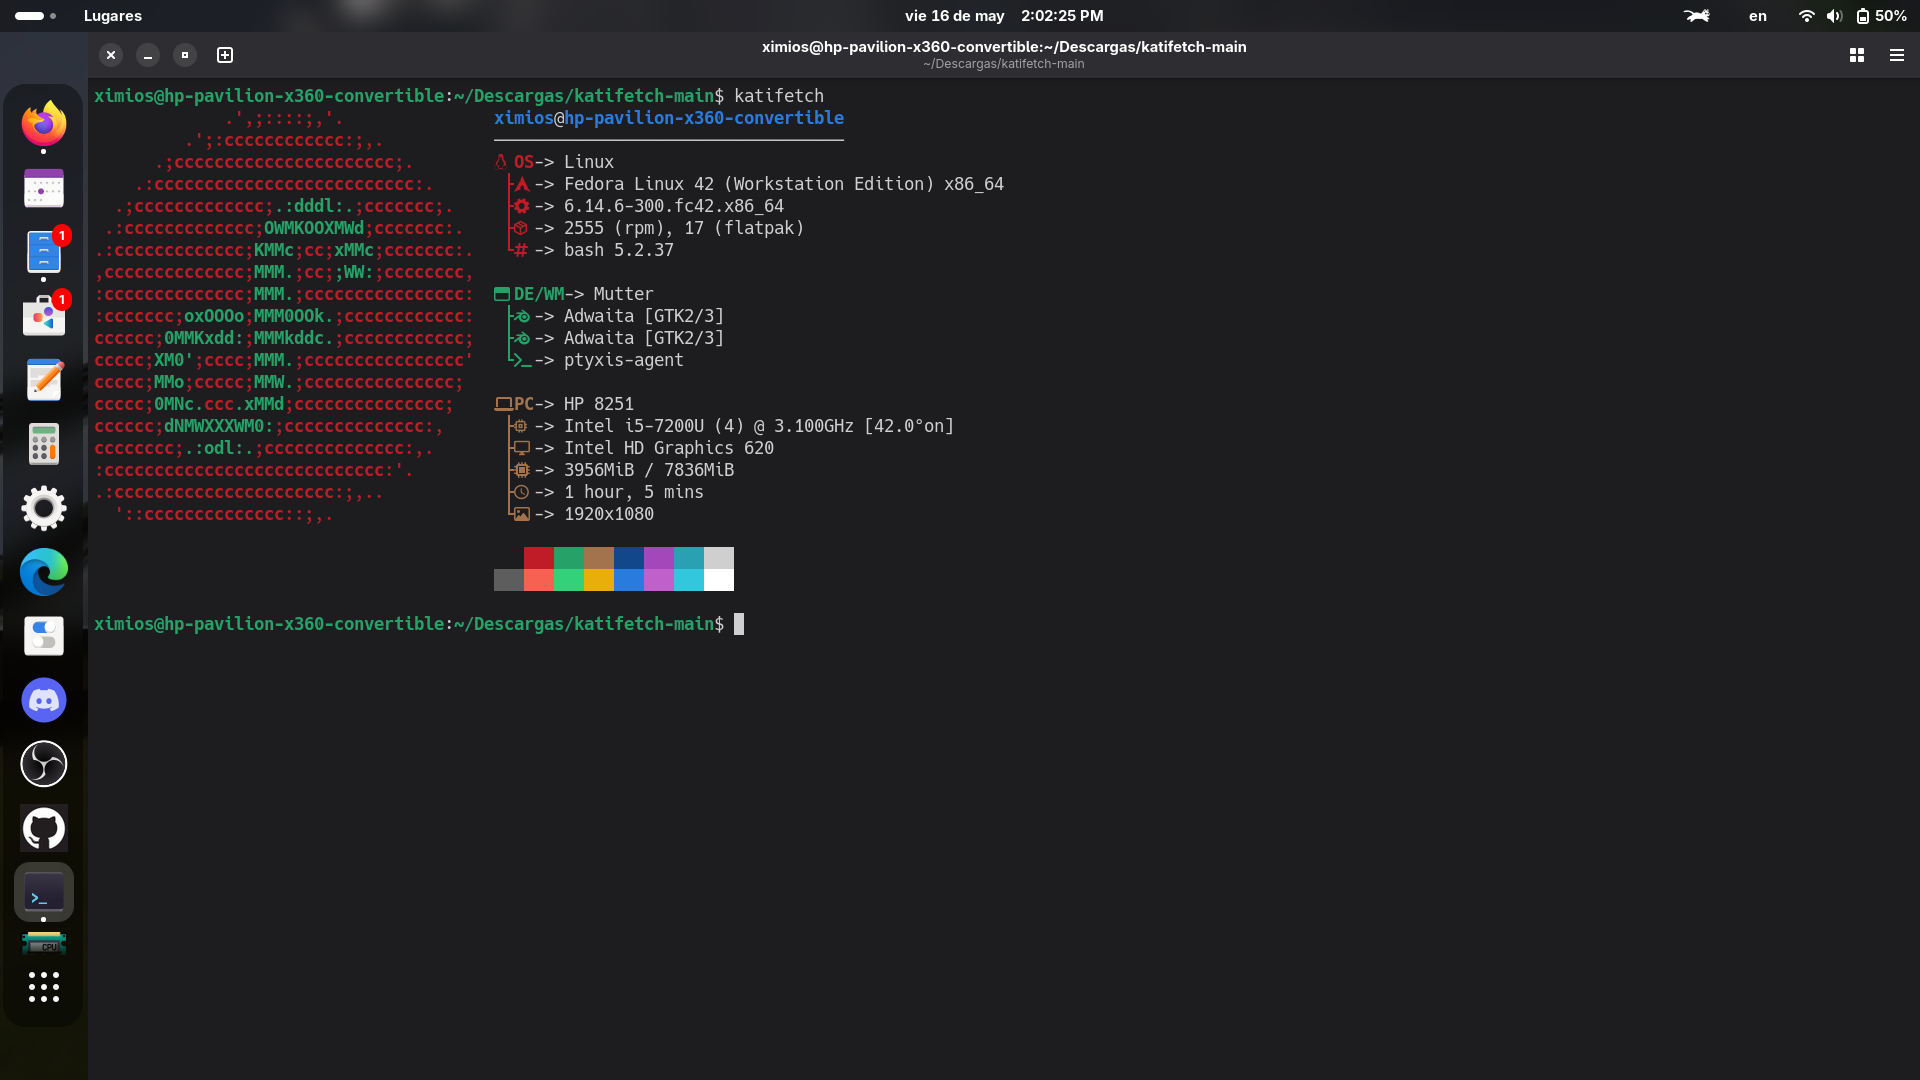 Lugares
vie 16 de may 2:02:25 PM
en
50%
ximios@hp-pavilion-x360-convertible:~/Descargas/katifetch-main
~/Descargas/katifetch-main
1
1
CPU
ximios@hp-pavilion-x360-convertible:~/Descargas/katifetch-main$ katifetch
.',;::::;,'. ximios@hp-pavilion-x360-convertible
.';:cccccccccccc:;,.
.;cccccccccccccccccccccc;. OS-> Linux
.:cccccccccccccccccccccccccc:. -> Fedora Linux 42 (Workstation Edition) x86_64
.;ccccccccccccc;.:dddl:.;ccccccc;. -> 6.14.6-300.fc42.x86_64
.:ccccccccccccc;OWMKOOXMWd;ccccccc:. -> 2555 (rpm), 17 (flatpak)
.:ccccccccccccc;KMMc;cc;xMMc;ccccccc:. # -> bash 5.2.37
,cccccccccccccc;MMM.;cc;;WW:;cccccccc,
:cccccccccccccc;MMM.;cccccccccccccccc: DE/WM-> Mutter
:ccccccc;oxOOOo;MMM0OOk.;cccccccccccc: -> Adwaita [GTK2/3]
cccccc;0MMKxdd:;MMMkddc.;cccccccccccc; -> Adwaita [GTK2/3]
ccccc;XM0';cccc;MMM.;cccccccccccccccc' -> ptyxis-agent
ccccc;MMo;ccccc;MMW.;ccccccccccccccc;
ccccc;0MNc.ccc.xMMd;ccccccccccccccc; PC-> HP 8251
cccccc;dNMWXXXWM0:;cccccccccccccc:, -> Intel i5-7200U (4) @ 3.100GHz [42.0°on]
cccccccc;.:odl:.;cccccccccccccc:,. -> Intel HD Graphics 620
:cccccccccccccccccccccccccccc:'. -> 3956MiB / 7836MiB
.:cccccccccccccccccccccc:;,.. -> 1 hour, 5 mins
'::cccccccccccccc::;,. -> 1920x1080
ximios@hp-pavilion-x360-convertible:~/Descargas/katifetch-main$